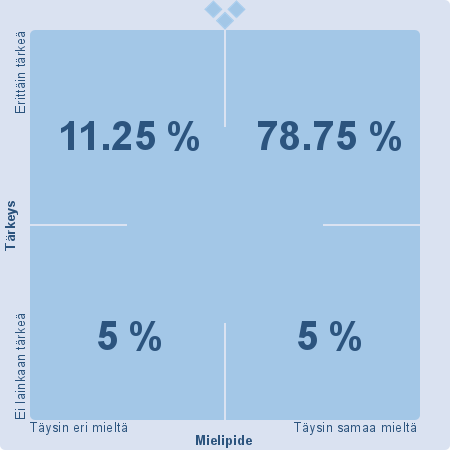 Erittäin tärkeä
11.25 %
78.75 %
Tärkeys
Ei lainkaan tärkeä
5 %
5 %
Täysin eri mieltä
Täysin samaa mieltä
Mielipide